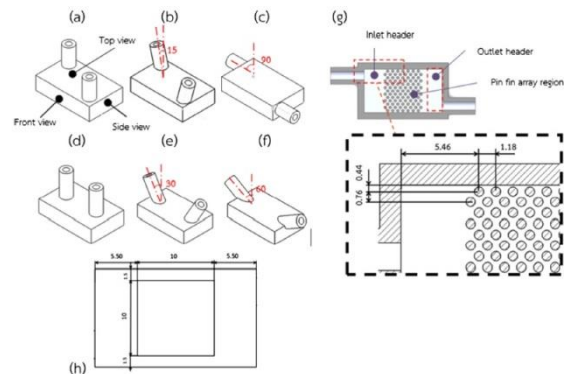 (a)
(b)
(c)
(g)
Top view
15
90
Front view
Side view
Inlet header
Outlet header
Pin fin array region
(d)
(e)
(f)
30
60
5.46
1.18
0.44
0.76
5.50
10
5.50
1.5
10
1.5
(h)